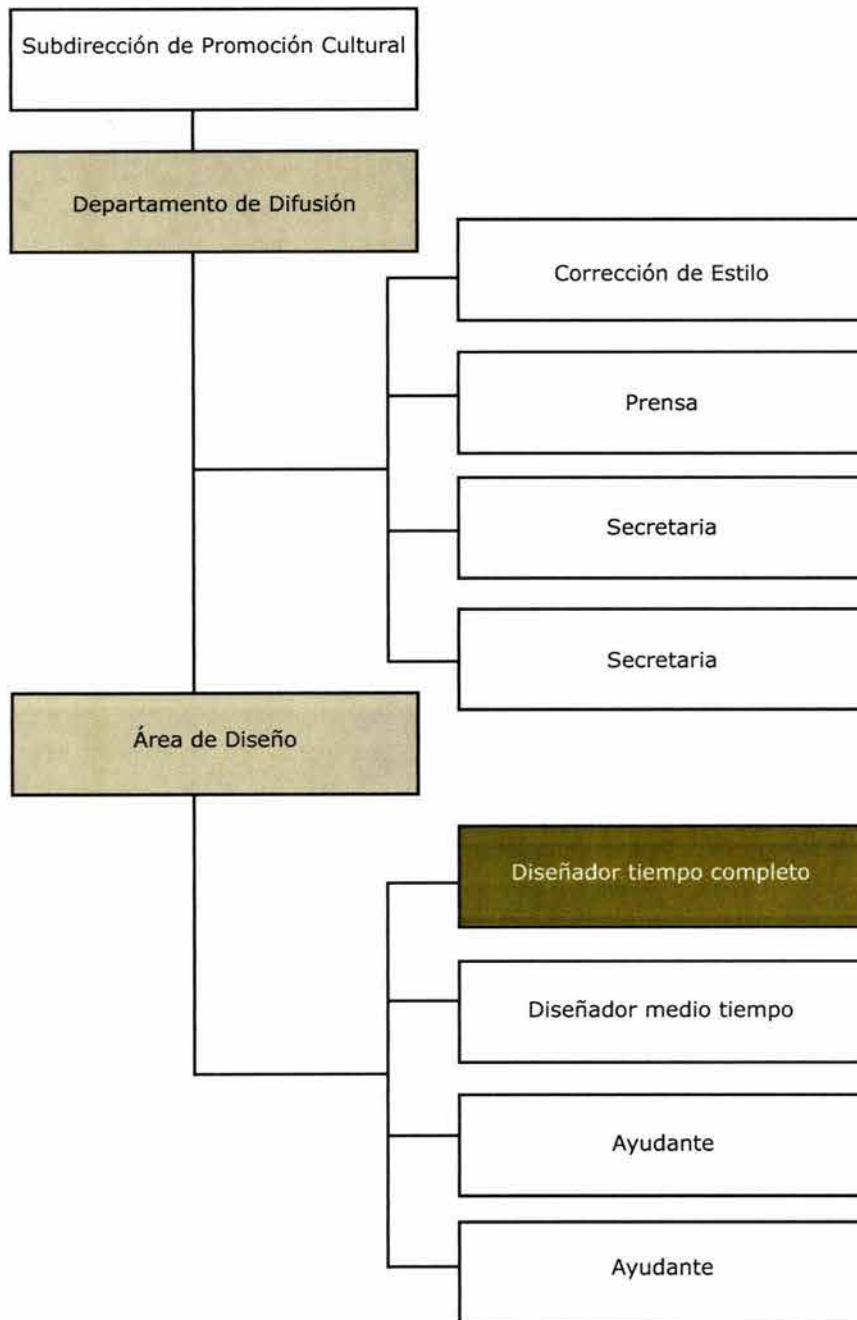 Subdirección de Promoción Cultural
Departamento de Difusión
Corrección de Estilo
Prensa
Secretaria
Secretaria
Área de Diseño
Diseñador tiempo completo
Diseñador medio tiempo
Ayudante
Ayudante